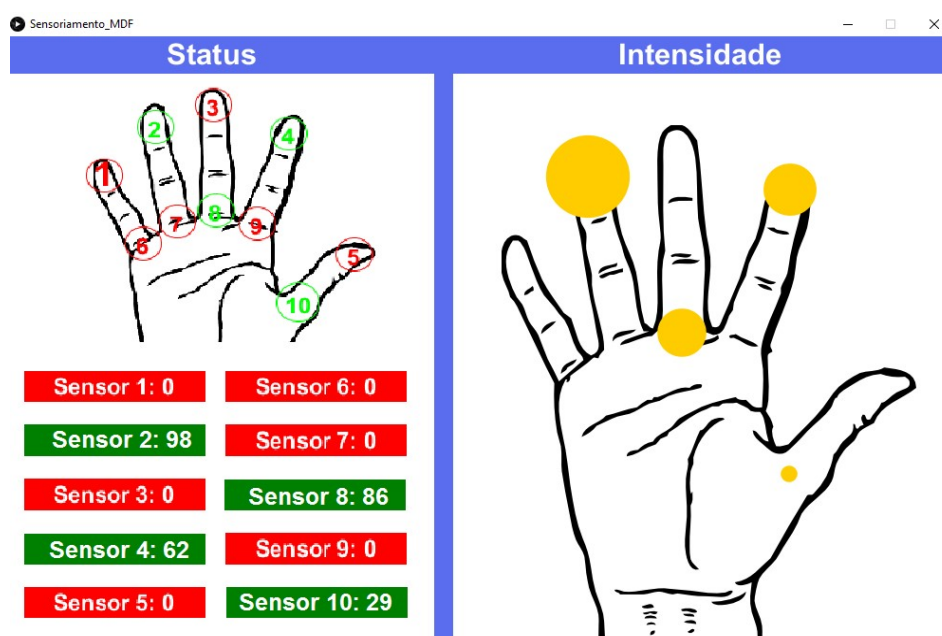 Sensoriamento_MDF
Status
Intensidade
3
2
4
1
8
7
9
6
5
10
Sensor 1: 0
Sensor 6: 0
Sensor 2: 98
Sensor 7: 0
Sensor 3: 0
Sensor 8: 86
Sensor 4: 62
Sensor 9: 0
Sensor 5: 0
Sensor 10: 29